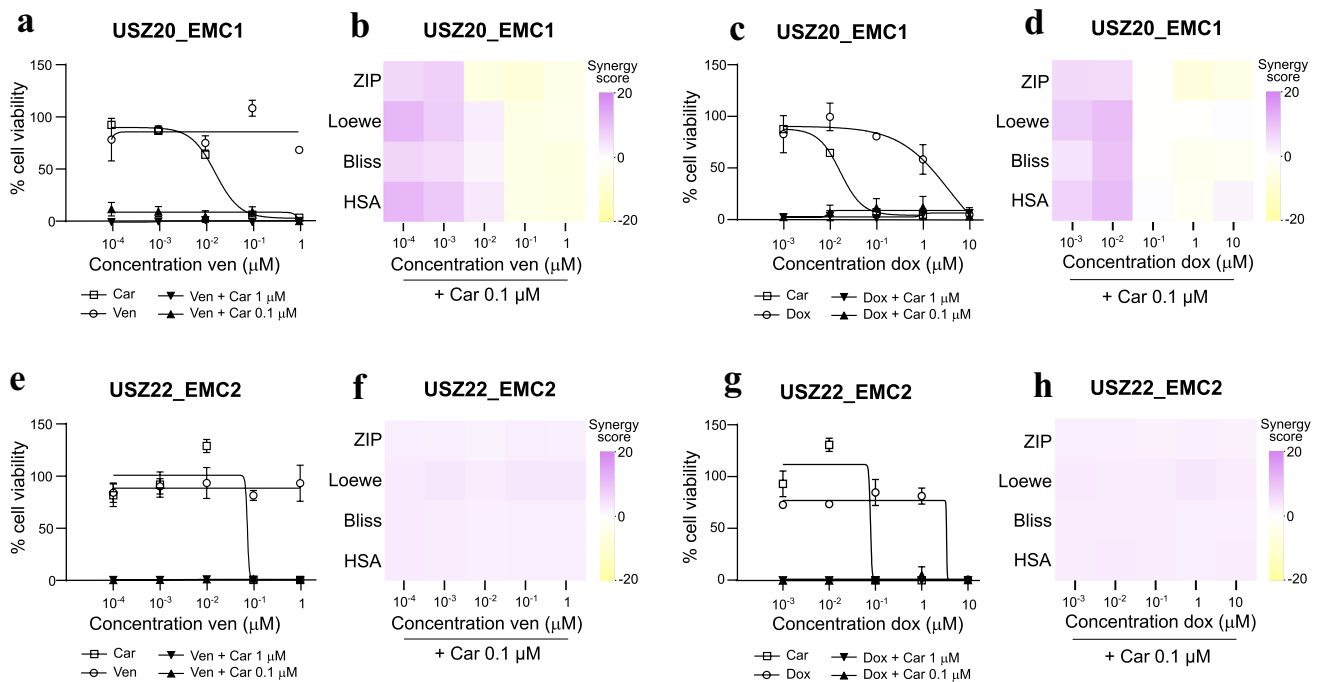 a
USZ20_EMC1
% cell viability
150
100
50
0
10-4
10-3
10-2
10-1
1
Concentration ven (μM)
Car
Ven
Ven + Car 1 μM
Ven + Car 0.1 μM
b
USZ20_EMC1
ZIP
Loewe
Bliss
HSA
Synergy
score
20
0
-20
10-4
10-3
10-2
10-1
1
Concentration ven (μM)
+ Car 0.1 μM
c
USZ20_EMC1
% cell viability
150
100
50
0
10-3
10-2
10-1
1
10
Concentration dox (μM)
Car
Dox
Dox + Car 1 μM
Dox + Car 0.1 μM
d
USZ20_EMC1
ZIP
Loewe
Bliss
HSA
Synergy
score
20
0
-20
10-3
10-2
10-1
1
10
Concentration dox (μM)
+ Car 0.1 μM
e
USZ22_EMC2
% cell viability
150
100
50
0
10-4
10-3
10-2
10-1
1
Concentration ven (μM)
Car
Ven
Ven + Car 1 μM
Ven + Car 0.1 μM
f
USZ22_EMC2
ZIP
Loewe
Bliss
HSA
Synergy
score
20
0
-20
10-4
10-3
10-2
10-1
1
Concentration ven (μM)
+ Car 0.1 μM
g
USZ22_EMC2
% cell viability
150
100
50
0
10-3
10-2
10-1
1
10
Concentration dox (μM)
Car
Dox
Dox + Car 1 μM
Dox + Car 0.1 μM
h
USZ22_EMC2
ZIP
Loewe
Bliss
HSA
Synergy
score
20
0
-20
10-3
10-2
10-1
1
10
Concentration dox (μM)
+ Car 0.1 μM